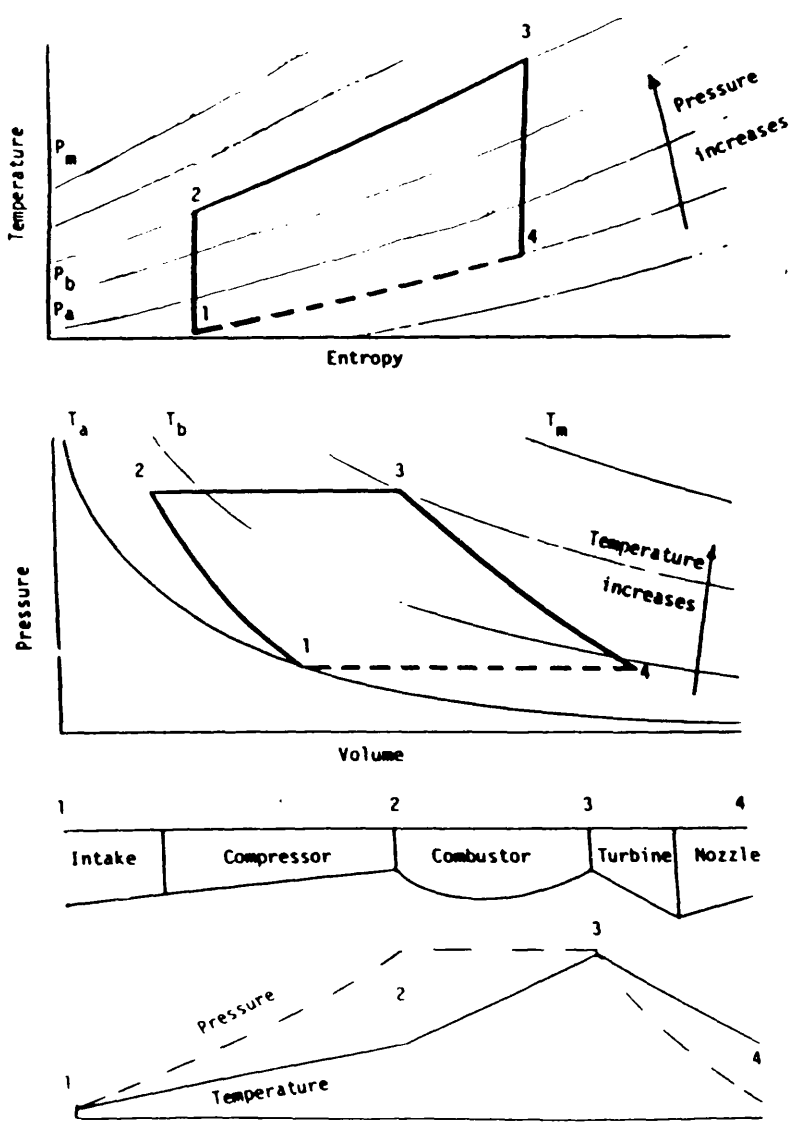 3
Pressure
increases
Temperature
P_m
2
P_b
4
P_a
1
Entropy
T_a
T_b
T_m
2
3
Temperature
increases
Pressure
1
4
Volume
1 2 3 4
Intake Compressor Combustor Turbine Nozzle
3
2
Pressure
4
1
Temperature